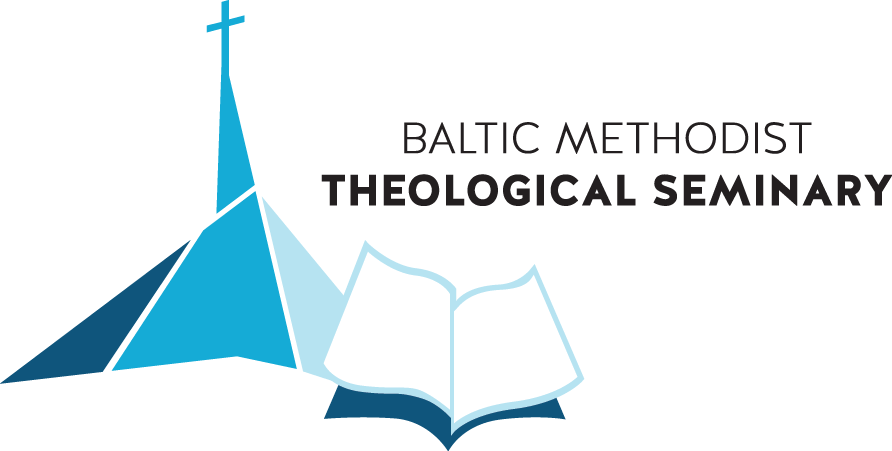 BALTIC METHODIST
THEOLOGICAL SEMINARY